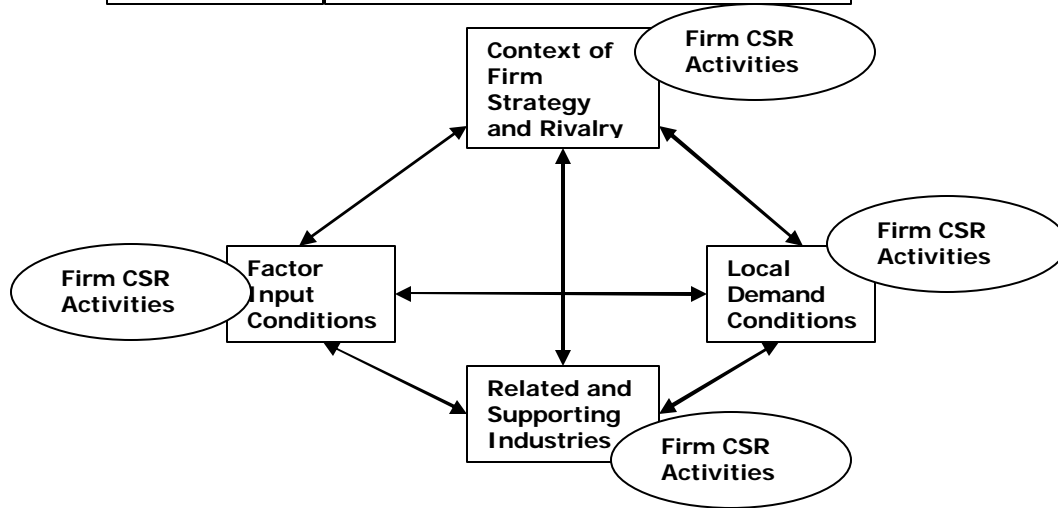 Firm CSR
Activities
Context of
Firm
Strategy
and Rivalry
Firm CSR
Activities
Firm CSR
Activities
Factor
Input
Conditions
Local
Demand
Conditions
Related and
Supporting
Industries
Firm CSR
Activities